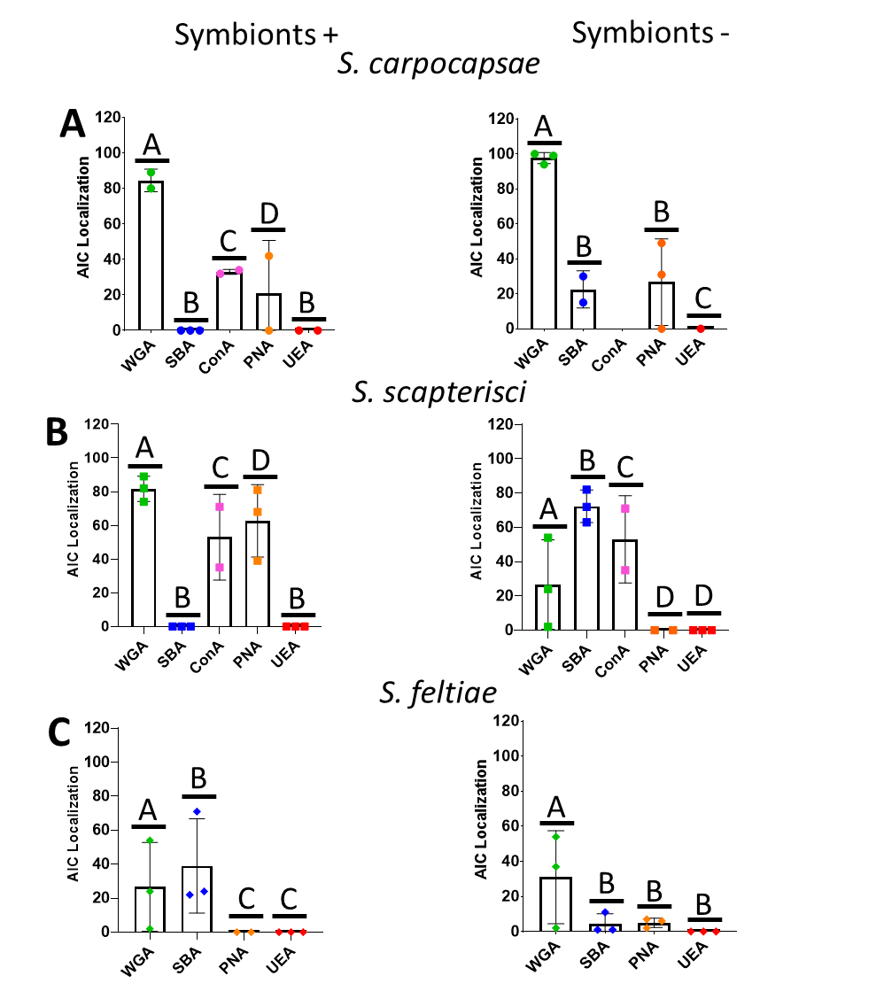 Symbionts +
Symbionts -
S. carpocapsae
A
AIC Localization
120
100
80
60
40
20
0
A
B
C
D
B
WGA
SBA
ConA
PNA
UEA
AIC Localization
120
100
80
60
40
20
0
A
B
B
C
WGA
SBA
ConA
PNA
UEA
S. scapterisci
B
AIC Localization
120
100
80
60
40
20
0
A
B
C
D
B
WGA
SBA
ConA
PNA
UEA
AIC Localization
120
100
80
60
40
20
0
A
B
C
D
D
WGA
SBA
ConA
PNA
UEA
S. feltiae
C
AIC Localization
120
100
80
60
40
20
0
A
B
C
C
WGA
SBA
PNA
UEA
AIC Localization
120
100
80
60
40
20
0
A
B
B
B
WGA
SBA
PNA
UEA